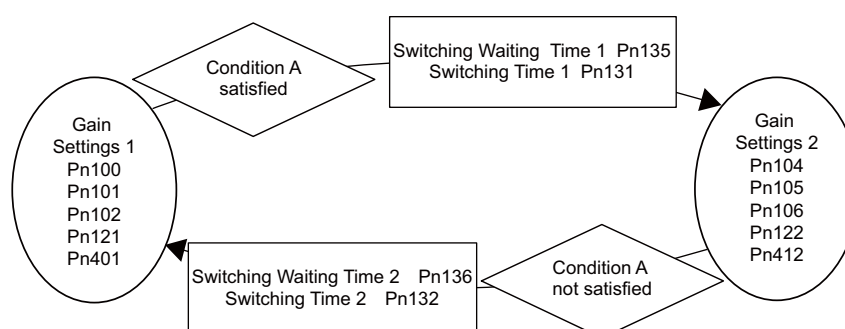 Condition A
satisfied
Switching Waiting Time 1 Pn135
Switching Time 1 Pn131
Gain
Settings 1
Pn100
Pn101
Pn102
Pn121
Pn401
Gain
Settings 2
Pn104
Pn105
Pn106
Pn122
Pn412
Switching Waiting Time 2 Pn136
Switching Time 2 Pn132
Condition A
not satisfied